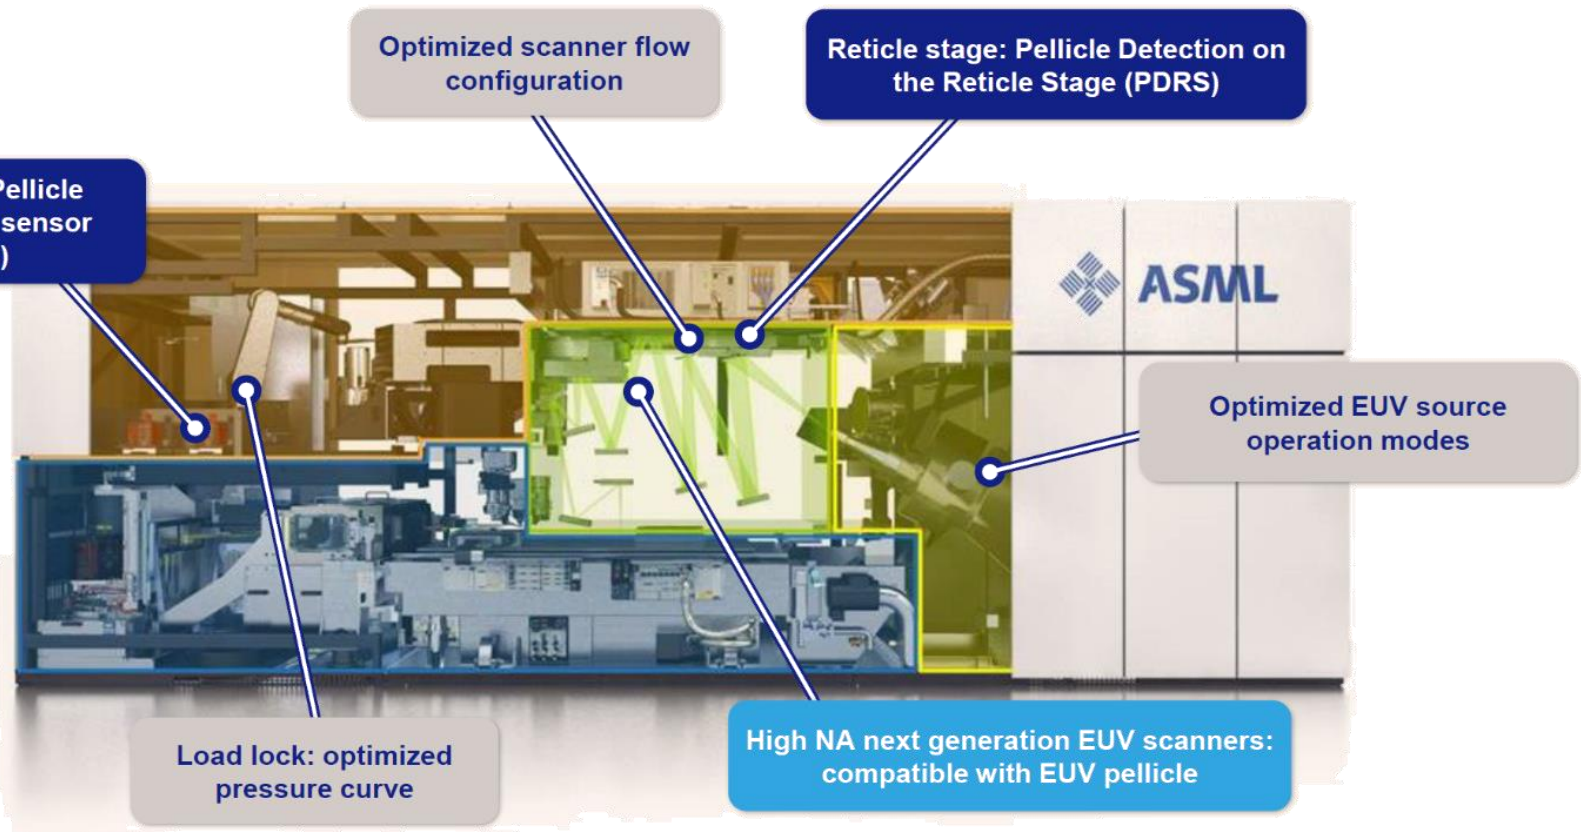 Optimized scanner flow
configuration
Reticle stage: Pellicle Detection on
the Reticle Stage (PDRS)
Pellicle
sensor
)
ASML
Optimized EUV source
operation modes
Load lock: optimized
pressure curve
High NA next generation EUV scanners:
compatible with EUV pellicle